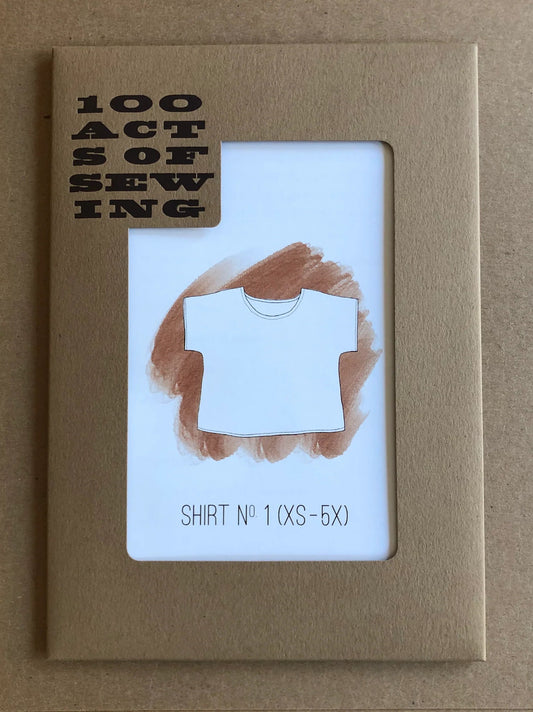 100
ACT
S OF
SEW
ING
SHIRT Nº. 1 (XS-5X)